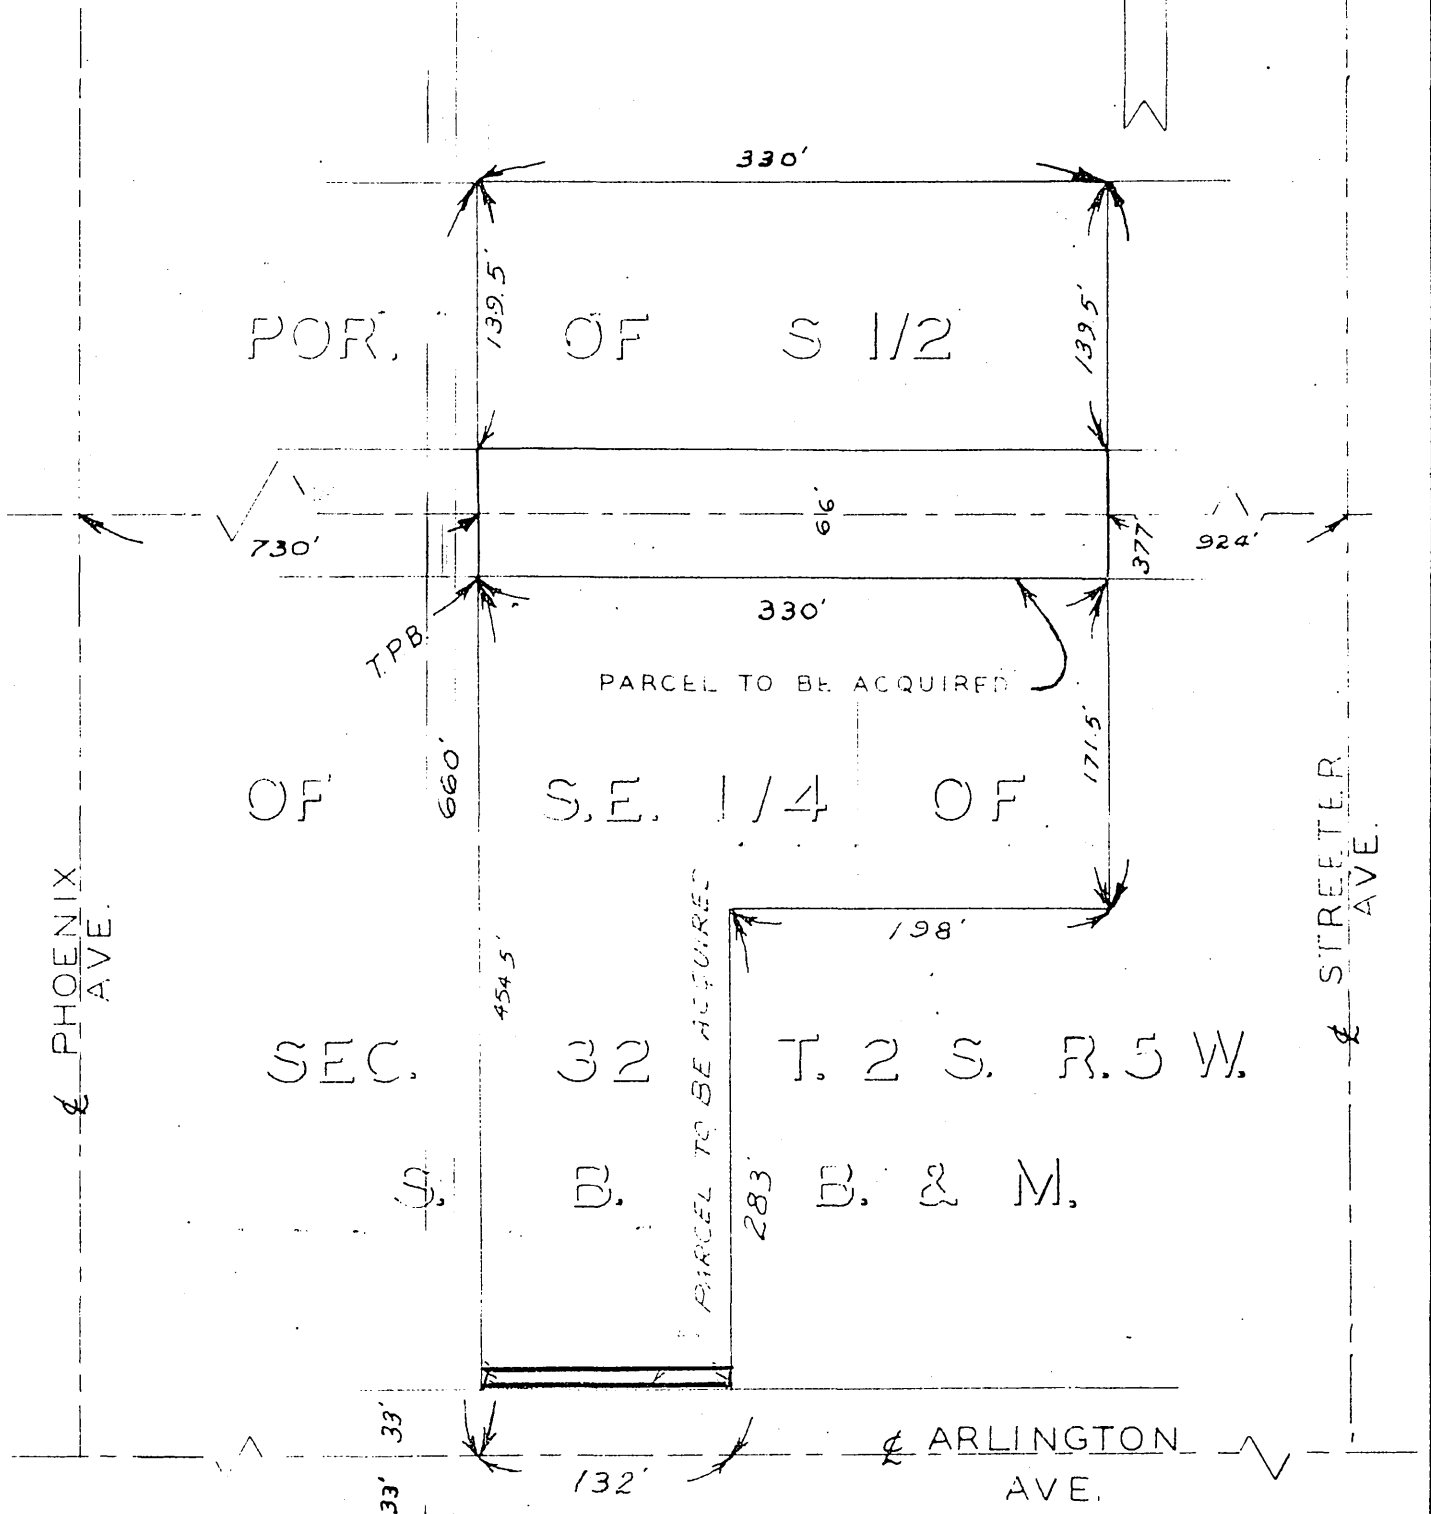 330'
139.5'
139.5'
POR. OF S 1/2
66'
730'
377
924'
330'
T.P.B.
PARCEL TO BE ACQUIRED
660'
171.5'
OF S.E. 1/4 OF
℄ PHOENIX
AVE.
℄ STREETER
AVE.
198'
454.5'
PARCEL TO BE ACQUIRED
SEC. 32 T. 2 S. R. 5 W.
283'
S. B. B. & M.
33'
℄ ARLINGTON
AVE.
132'
33'